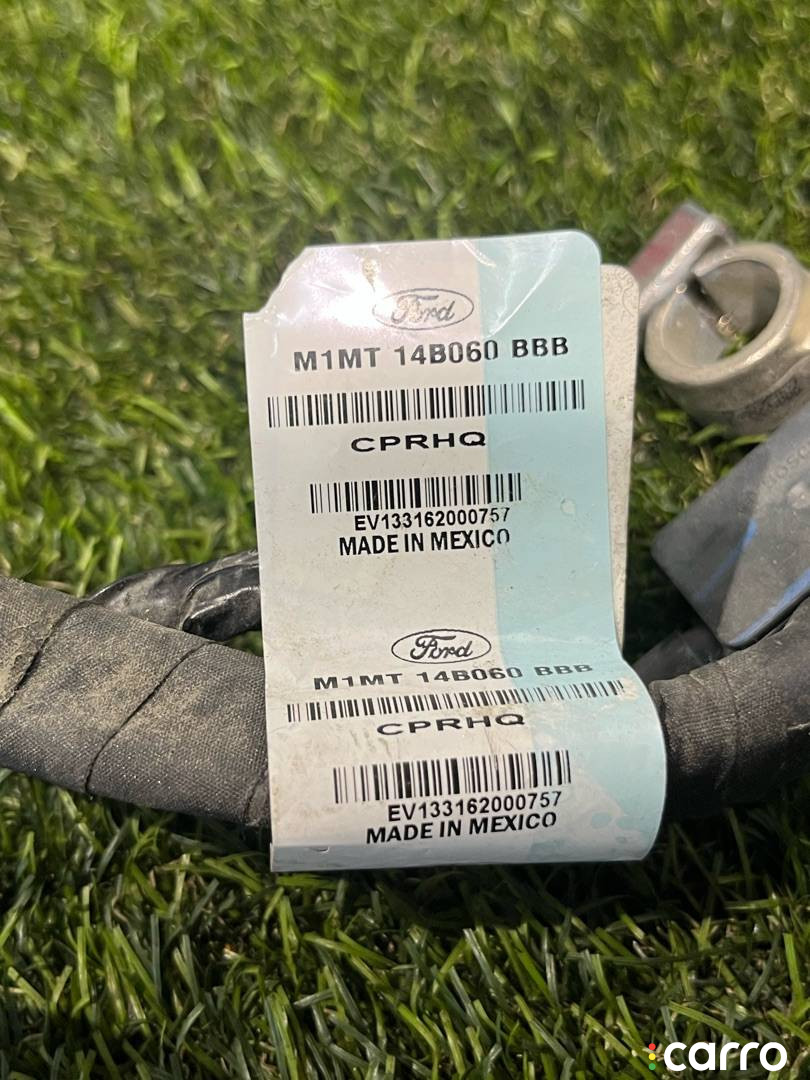 Ford
M1MT 14B060 BBB
CPRHQ
EV133162000757
MADE IN MEXICO
Ford
M1MT 14B060 BBB
CPRHQ
EV133162000757
MADE IN MEXICO
carro